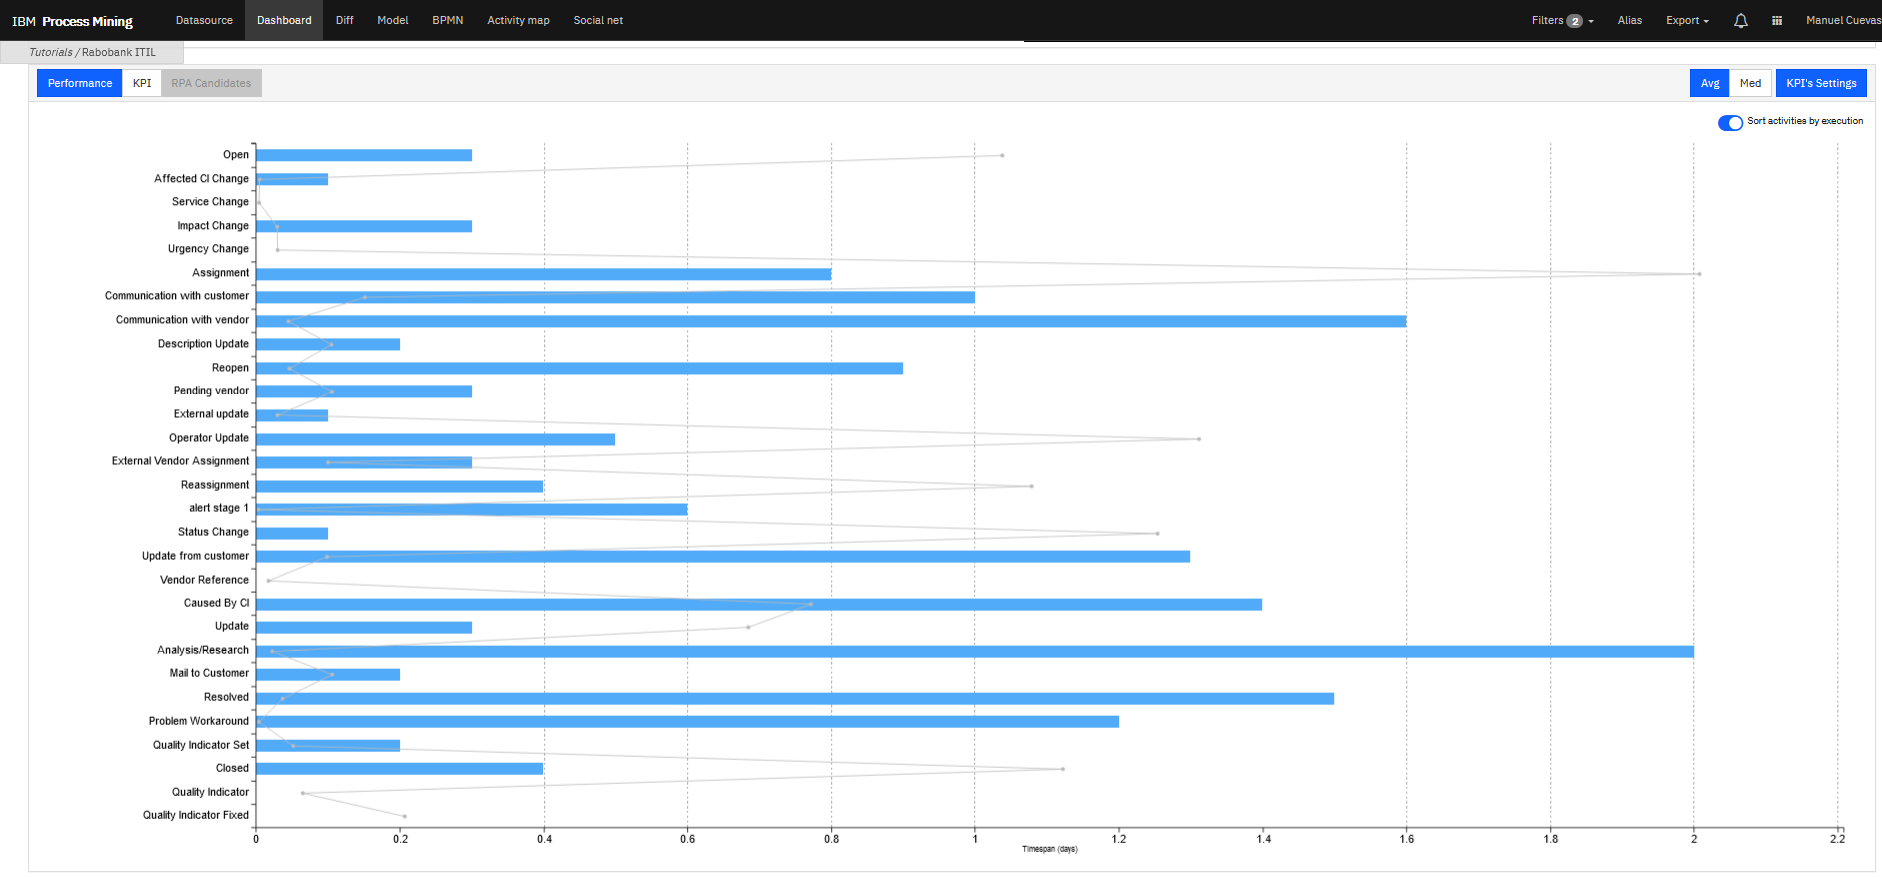 IBM Process Mining Datasource Dashboard Diff Model BPMN Activity map Social net Filters 2 Alias Export Manuel Cuevas
Tutorials / Rabobank ITIL
Performance KPI RPA Candidates Avg Med KPI's Settings
Sort activities by execution
Open
Affected CI Change
Service Change
Impact Change
Urgency Change
Assignment
Communication with customer
Communication with vendor
Description Update
Reopen
Pending vendor
External update
Operator Update
External Vendor Assignment
Reassignment
alert stage 1
Status Change
Update from customer
Vendor Reference
Caused By CI
Update
Analysis/Research
Mail to Customer
Resolved
Problem Workaround
Quality Indicator Set
Closed
Quality Indicator
Quality Indicator Fixed
0 0.2 0.4 0.6 0.8 1 1.2 1.4 1.6 1.8 2 2.2
Timespan (days)